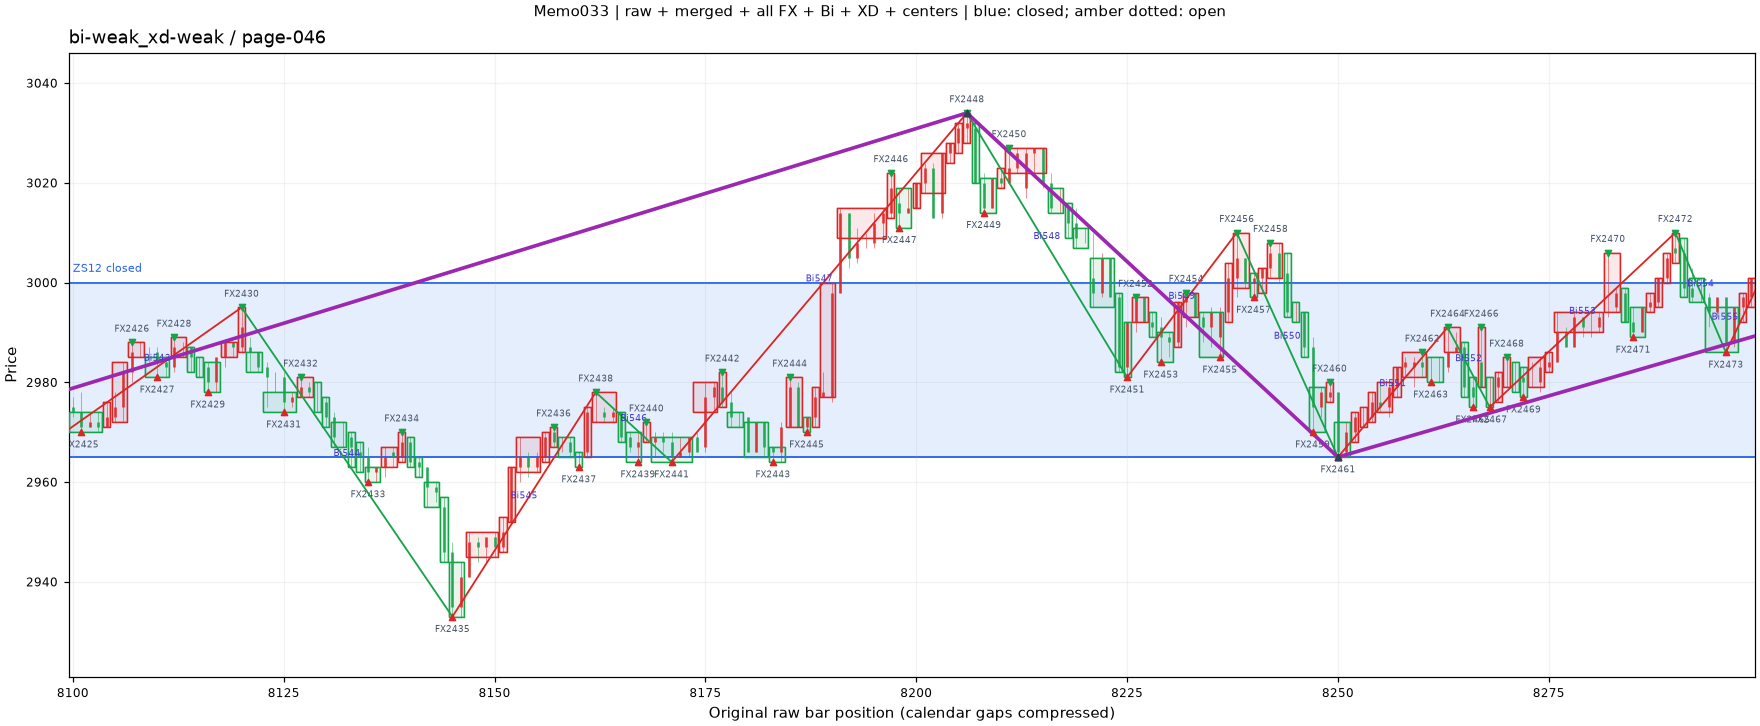 Memo033 | raw + merged + all FX + Bi + XD + centers | blue: closed; amber dotted: open
bi-weak_xd-weak / page-046
3040
3020
3000
2980
2960
2940
Price
ZS12 closed
FX2448
FX2450
FX2446
FX2449
FX2447
FX2456
FX2458
FX2472
FX2470
Bi548
Bi547
FX2454
FX2457
FX2430
FX2426
FX2428
FX2427
FX2429
FX2432
FX2431
FX2442
FX2444
FX2438
FX2440
FX2436
FX2434
Bi544
Bi546
FX2445
FX2433
FX2437
FX2439
FX2441
FX2443
Bi545
FX2435
FX2451
FX2453
FX2455
Bi550
FX2460
FX2461
FX2462
FX2464
FX2466
Bi552
Bi551
FX2463
FX2468
FX2469
Bi553
FX2471
Bi554
Bi555
FX2473
8100
8125
8150
8175
8200
8225
8250
8275
Original raw bar position (calendar gaps compressed)